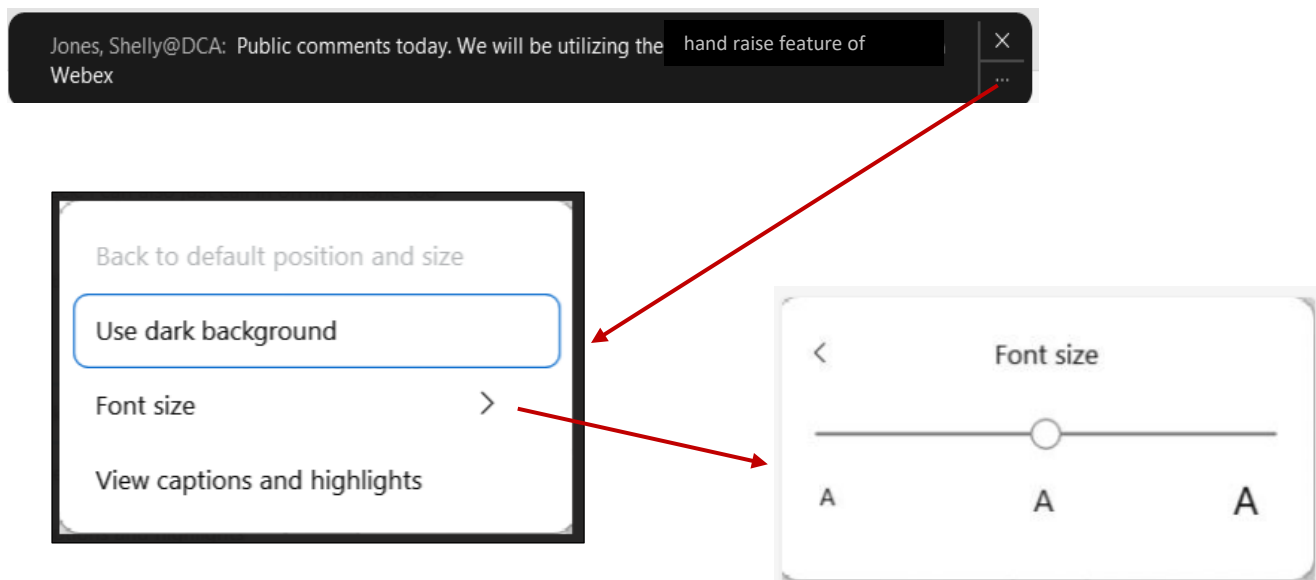 Jones, Shelly@DCA: Public comments today. We will be utilizing the hand raise feature of
Webex
...
Back to default position and size
Use dark background
Font size
View captions and highlights
Font size
A A A